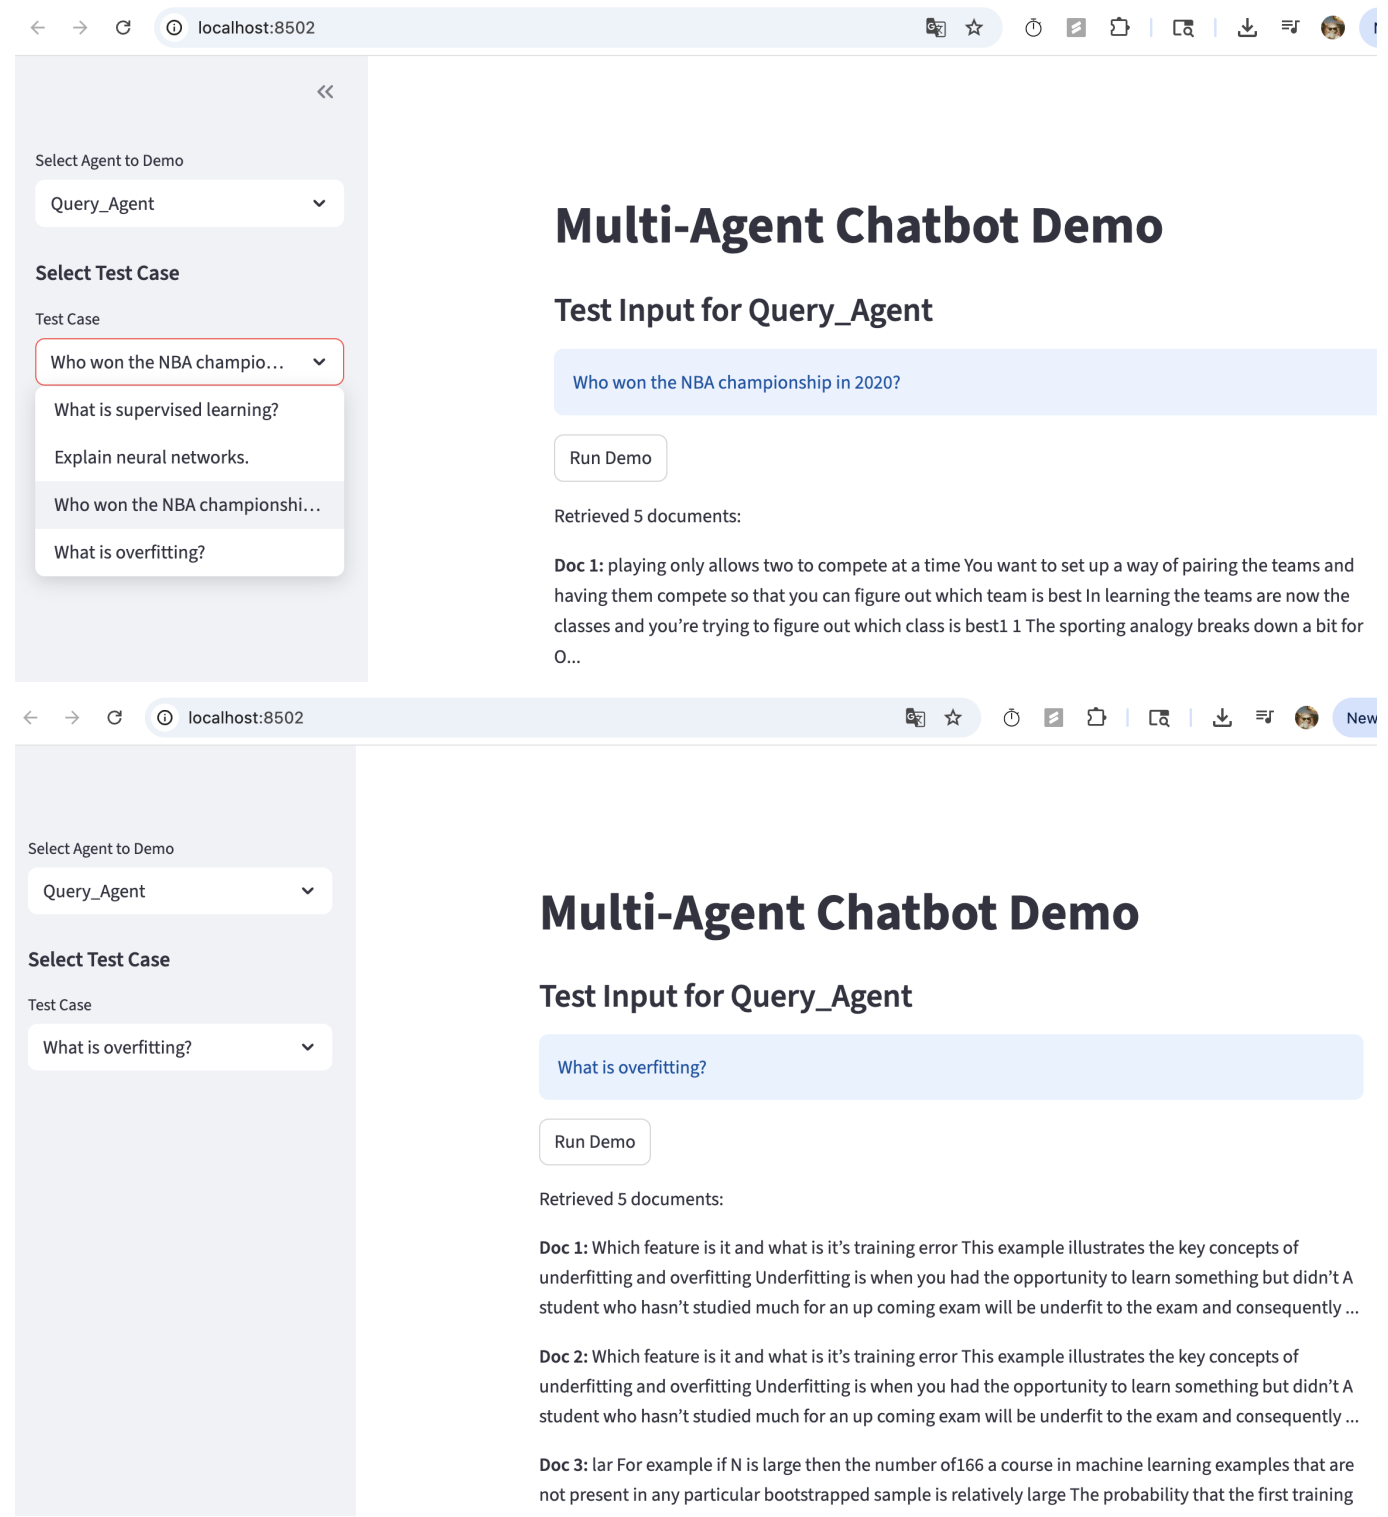 localhost:8502
N
Select Agent to Demo
Query_Agent
Select Test Case
Test Case
Who won the NBA champio...
What is supervised learning?
Explain neural networks.
Who won the NBA championshi...
What is overfitting?
Multi-Agent Chatbot Demo
Test Input for Query_Agent
Who won the NBA championship in 2020?
Run Demo
Retrieved 5 documents:
Doc 1: playing only allows two to compete at a time You want to set up a way of pairing the teams and
having them compete so that you can figure out which team is best In learning the teams are now the
classes and you’re trying to figure out which class is best1 1 The sporting analogy breaks down a bit for
O...
localhost:8502
New
Select Agent to Demo
Query_Agent
Select Test Case
Test Case
What is overfitting?
Multi-Agent Chatbot Demo
Test Input for Query_Agent
What is overfitting?
Run Demo
Retrieved 5 documents:
Doc 1: Which feature is it and what is it’s training error This example illustrates the key concepts of
underfitting and overfitting Underfitting is when you had the opportunity to learn something but didn’t A
student who hasn’t studied much for an up coming exam will be underfit to the exam and consequently ...
Doc 2: Which feature is it and what is it’s training error This example illustrates the key concepts of
underfitting and overfitting Underfitting is when you had the opportunity to learn something but didn’t A
student who hasn’t studied much for an up coming exam will be underfit to the exam and consequently ...
Doc 3: lar For example if N is large then the number of166 a course in machine learning examples that are
not present in any particular bootstrapped sample is relatively large The probability that the first training